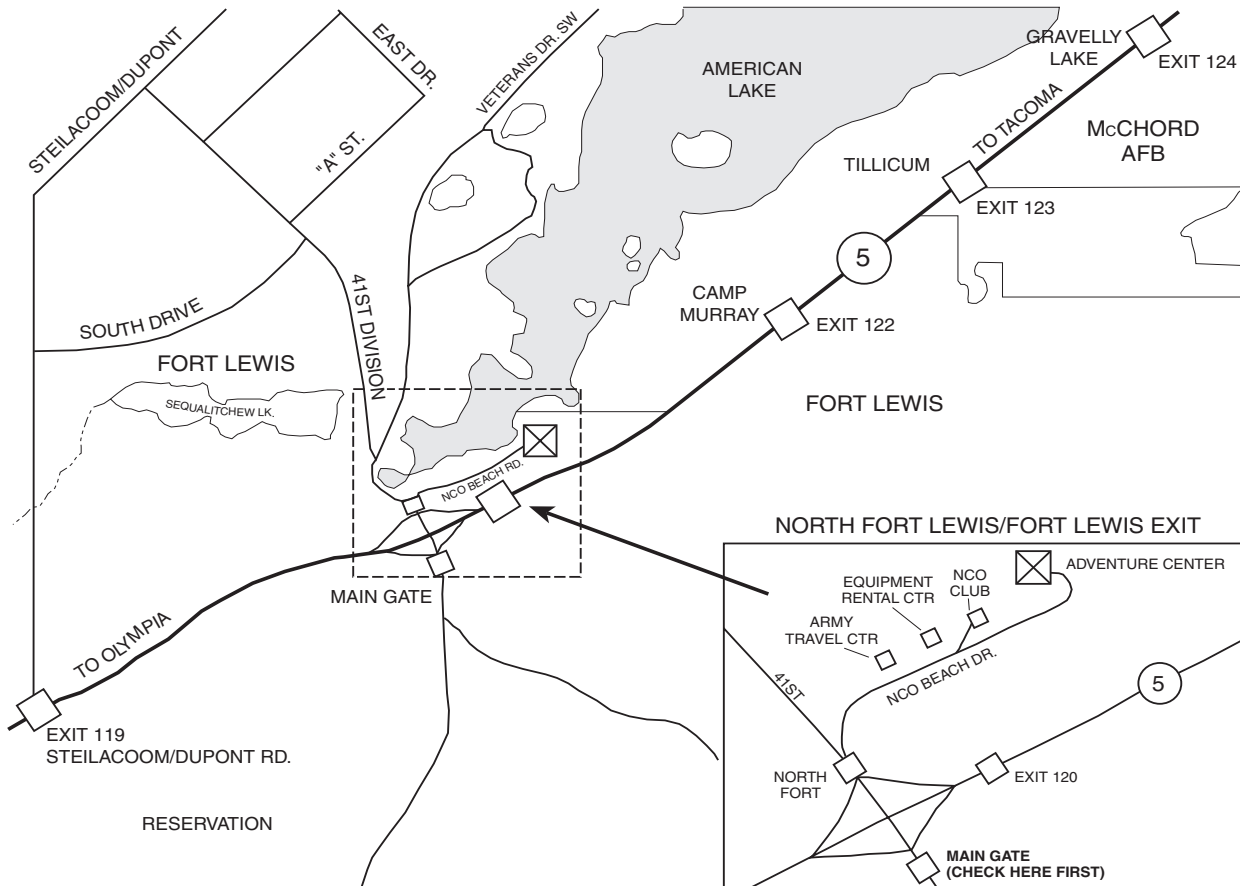 STEILACOOM/DUPONT
EAST DR.
"A" ST.
VETERANS DR. SW
AMERICAN
LAKE
GRAVELLY
LAKE
EXIT 124
TO TACOMA
McCHORD
AFB
TILLICUM
EXIT 123
5
CAMP
MURRAY
EXIT 122
SOUTH DRIVE
41ST DIVISION
FORT LEWIS
SEQUALITCHEW LK.
FORT LEWIS
NCO BEACH RD.
MAIN GATE
TO OLYMPIA
EXIT 119
STEILACOOM/DUPONT RD.
RESERVATION
NORTH FORT LEWIS/FORT LEWIS EXIT
ADVENTURE CENTER
NCO
CLUB
EQUIPMENT
RENTAL CTR
ARMY
TRAVEL CTR
NCO BEACH DR.
41ST
5
NORTH
FORT
EXIT 120
MAIN GATE
(CHECK HERE FIRST)